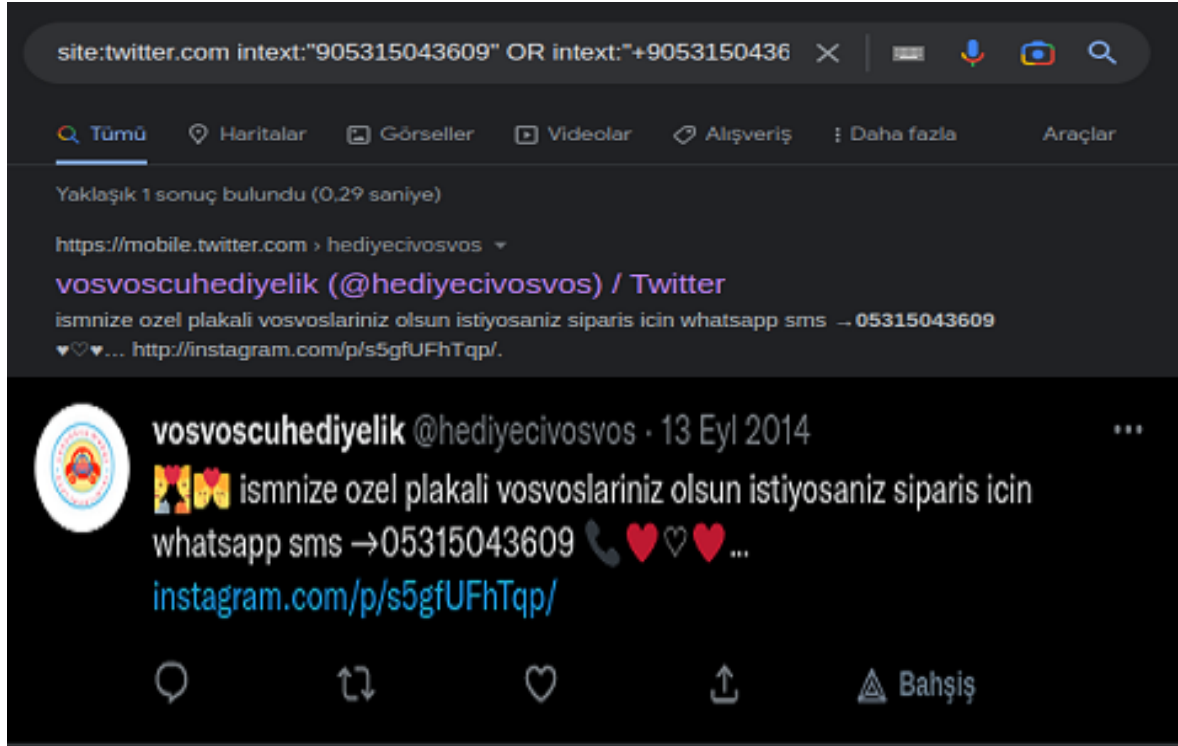 site:twitter.com intext:"905315043609" OR intext:"+9053150436
Tümü Haritalar Görseller Videolar Alışveriş Daha fazla Araçlar
Yaklaşık 1 sonuç bulundu (0,29 saniye)
https://mobile.twitter.com › hediyecivosvos
vosvoscuhediyelik (@hediyecivosvos) / Twitter
ismnize ozel plakali vosvoslariniz olsun istiyosaniz siparis icin whatsapp sms →05315043609
♥♡♥... http://instagram.com/p/s5gfUFhTqp/.
vosvoscuhediyelik @hediyecivosvos · 13 Eyl 2014
ismnize ozel plakali vosvoslariniz olsun istiyosaniz siparis icin
whatsapp sms →05315043609 📞♥♡♥...
instagram.com/p/s5gfUFhTqp/
Bahşiş